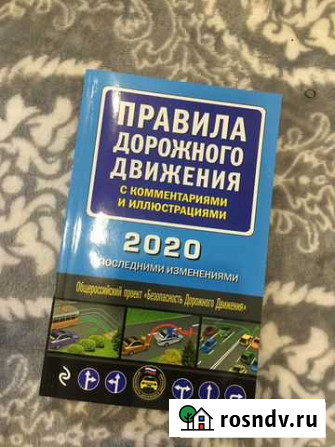 ПРАВИЛА
ДОРОЖНОГО
ДВИЖЕНИЯ
С КОММЕНТАРИЯМИ
И ИЛЛЮСТРАЦИЯМИ
2020
ПОСЛЕДНИМИ ИЗМЕНЕНИЯМИ
Общероссийский проект «Безопасность Дорожного Движения»
rosndv.ru